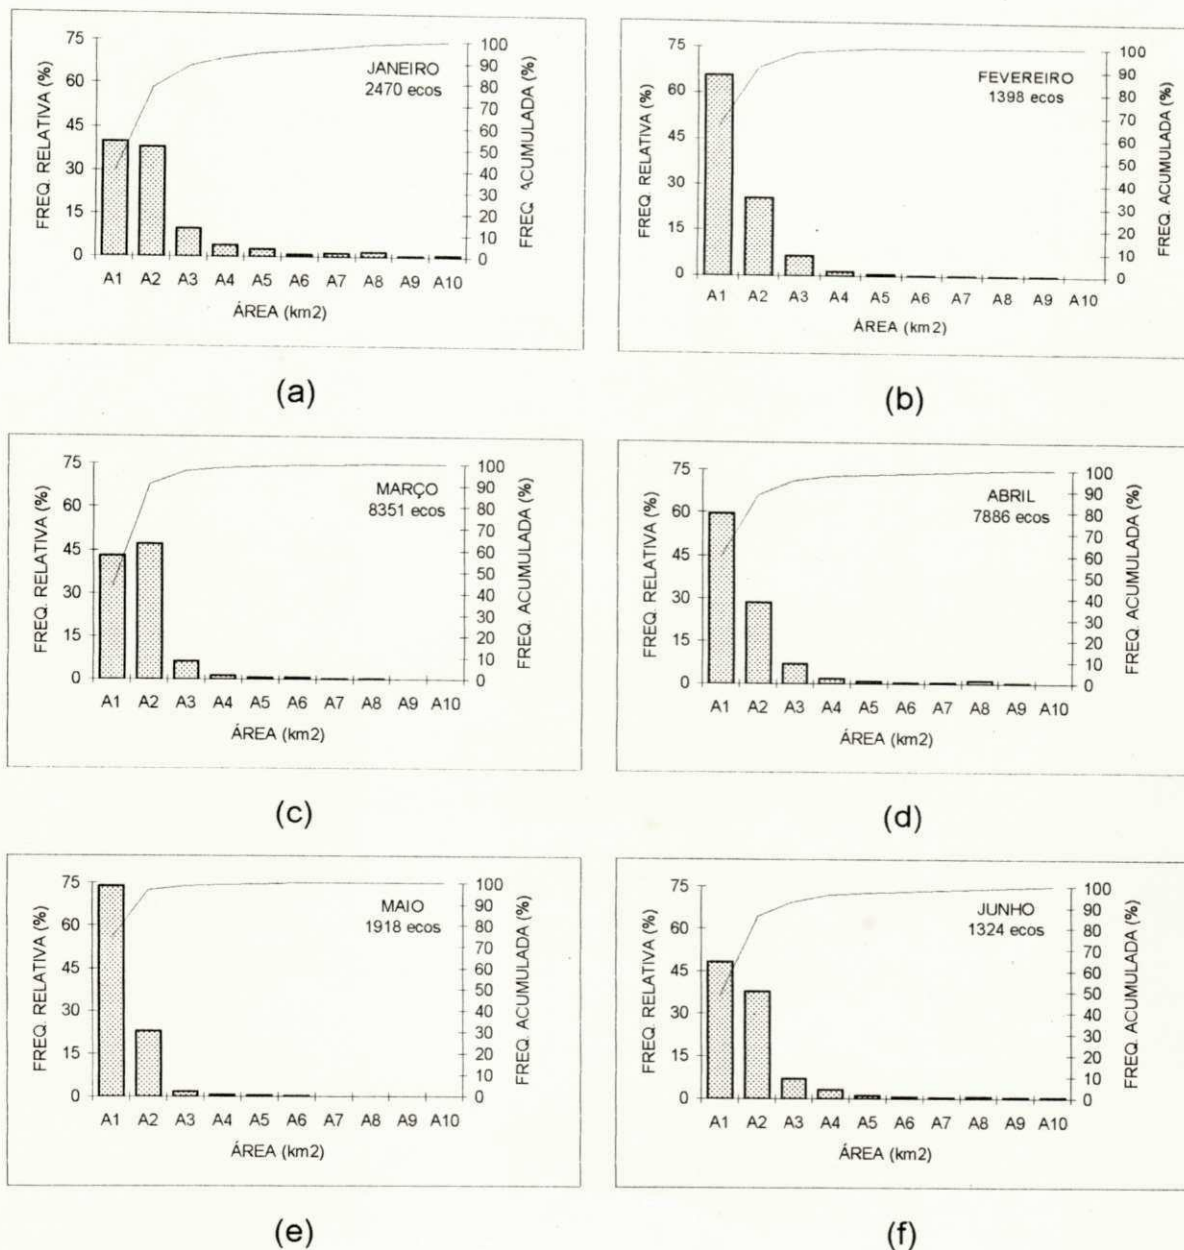 75
60
45
30
15
0
FREQ. RELATIVA (%)
JANEIRO
2470 ecos
100
90
80
70
60
50
40
30
20
10
0
FREQ. ACUMULADA (%)
A1 A2 A3 A4 A5 A6 A7 A8 A9 A10
ÁREA (km2)
(a)
75
60
45
30
15
0
FREQ. RELATIVA (%)
FEVEREIRO
1398 ecos
100
90
80
70
60
50
40
30
20
10
0
FREQ. ACUMULADA (%)
A1 A2 A3 A4 A5 A6 A7 A8 A9 A10
ÁREA (km2)
(b)
75
60
45
30
15
0
FREQ. RELATIVA (%)
MARÇO
8351 ecos
100
90
80
70
60
50
40
30
20
10
0
FREQ. ACUMULADA (%)
A1 A2 A3 A4 A5 A6 A7 A8 A9 A10
ÁREA (km2)
(c)
75
60
45
30
15
0
FREQ. RELATIVA (%)
ABRIL
7886 ecos
100
90
80
70
60
50
40
30
20
10
0
FREQ. ACUMULADA (%)
A1 A2 A3 A4 A5 A6 A7 A8 A9 A10
ÁREA (km2)
(d)
75
60
45
30
15
0
FREQ. RELATIVA (%)
MAIO
1918 ecos
100
90
80
70
60
50
40
30
20
10
0
FREQ. ACUMULADA (%)
A1 A2 A3 A4 A5 A6 A7 A8 A9 A10
ÁREA (km2)
(e)
75
60
45
30
15
0
FREQ. RELATIVA (%)
JUNHO
1324 ecos
100
90
80
70
60
50
40
30
20
10
0
FREQ. ACUMULADA (%)
A1 A2 A3 A4 A5 A6 A7 A8 A9 A10
ÁREA (km2)
(f)